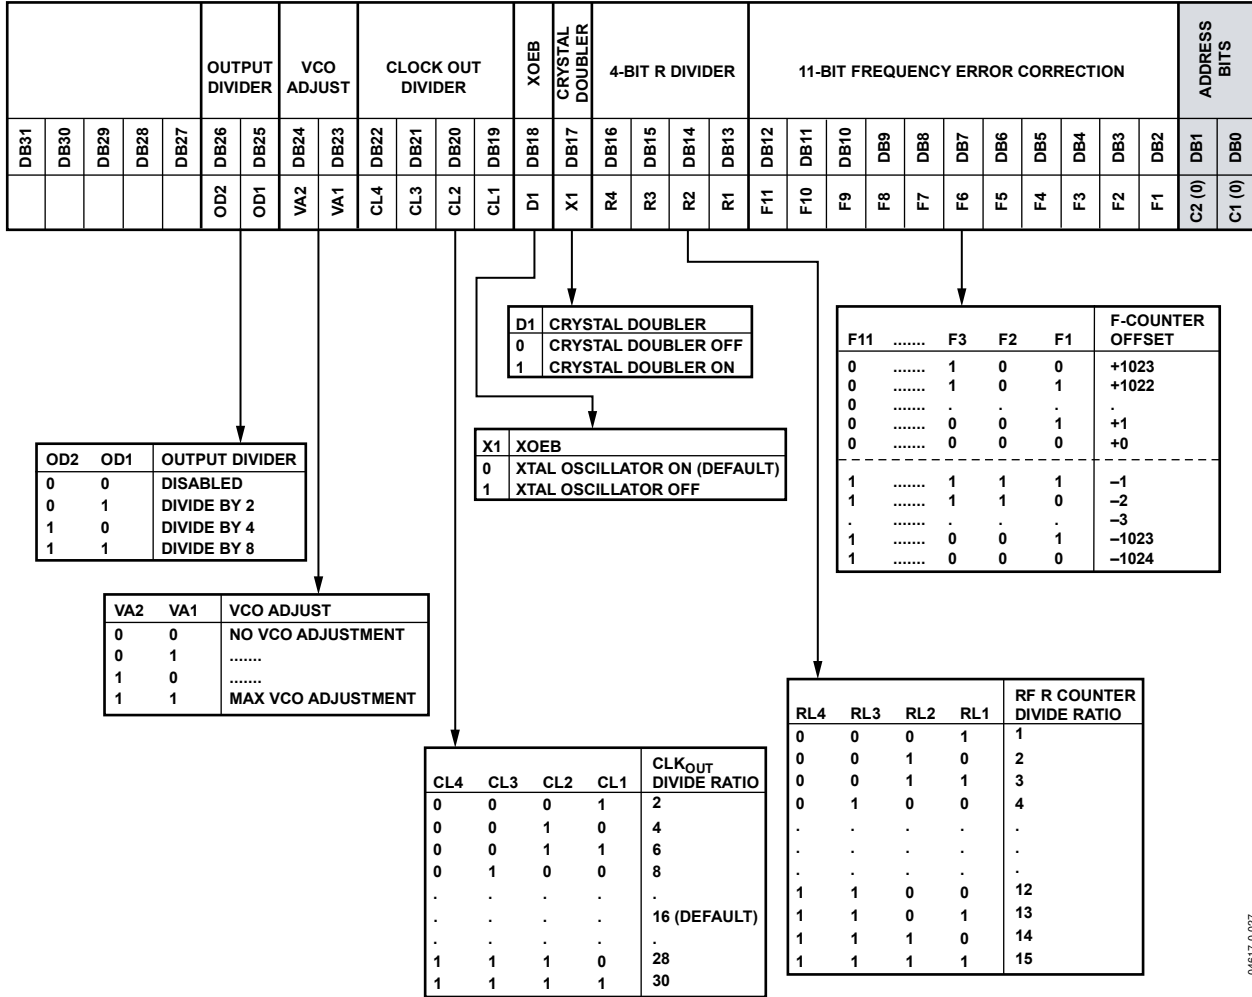 OUTPUT DIVIDER
VCO ADJUST
CLOCK OUT DIVIDER
XOEB
CRYSTAL DOUBLER
4-BIT R DIVIDER
11-BIT FREQUENCY ERROR CORRECTION
ADDRESS BITS
DB31 DB30 DB29 DB28 DB27 DB26 DB25 DB24 DB23 DB22 DB21 DB20 DB19 DB18 DB17 DB16 DB15 DB14 DB13 DB12 DB11 DB10 DB9 DB8 DB7 DB6 DB5 DB4 DB3 DB2 DB1 DB0
OD2 OD1 VA2 VA1 CL4 CL3 CL2 CL1 D1 X1 R4 R3 R2 R1 F11 F10 F9 F8 F7 F6 F5 F4 F3 F2 F1 C2 (0) C1 (0)
D1 CRYSTAL DOUBLER
0 CRYSTAL DOUBLER OFF
1 CRYSTAL DOUBLER ON
F11 ....... F3 F2 F1 F-COUNTER OFFSET
0 ....... 1 0 0 +1023
0 ....... 1 0 1 +1022
0 ....... . . . .
0 ....... 0 0 1 +1
0 ....... 0 0 0 +0
1 ....... 1 1 1 –1
1 ....... 1 1 0 –2
. ....... . . . –3
1 ....... 0 0 1 –1023
1 ....... 0 0 0 –1024
X1 XOEB
0 XTAL OSCILLATOR ON (DEFAULT)
1 XTAL OSCILLATOR OFF
OD2 OD1 OUTPUT DIVIDER
0 0 DISABLED
0 1 DIVIDE BY 2
1 0 DIVIDE BY 4
1 1 DIVIDE BY 8
VA2 VA1 VCO ADJUST
0 0 NO VCO ADJUSTMENT
0 1 .......
1 0 .......
1 1 MAX VCO ADJUSTMENT
RL4 RL3 RL2 RL1 RF R COUNTER DIVIDE RATIO
0 0 0 1 1
0 0 1 0 2
0 0 1 1 3
0 1 0 0 4
. . . . .
. . . . .
. . . . .
1 1 0 0 12
1 1 0 1 13
1 1 1 0 14
1 1 1 1 15
CL4 CL3 CL2 CL1 CLKOUT DIVIDE RATIO
0 0 0 1 2
0 0 1 0 4
0 0 1 1 6
0 1 0 0 8
. . . . .
. . . . 16 (DEFAULT)
. . . . .
1 1 1 0 28
1 1 1 1 30
04617-0-027